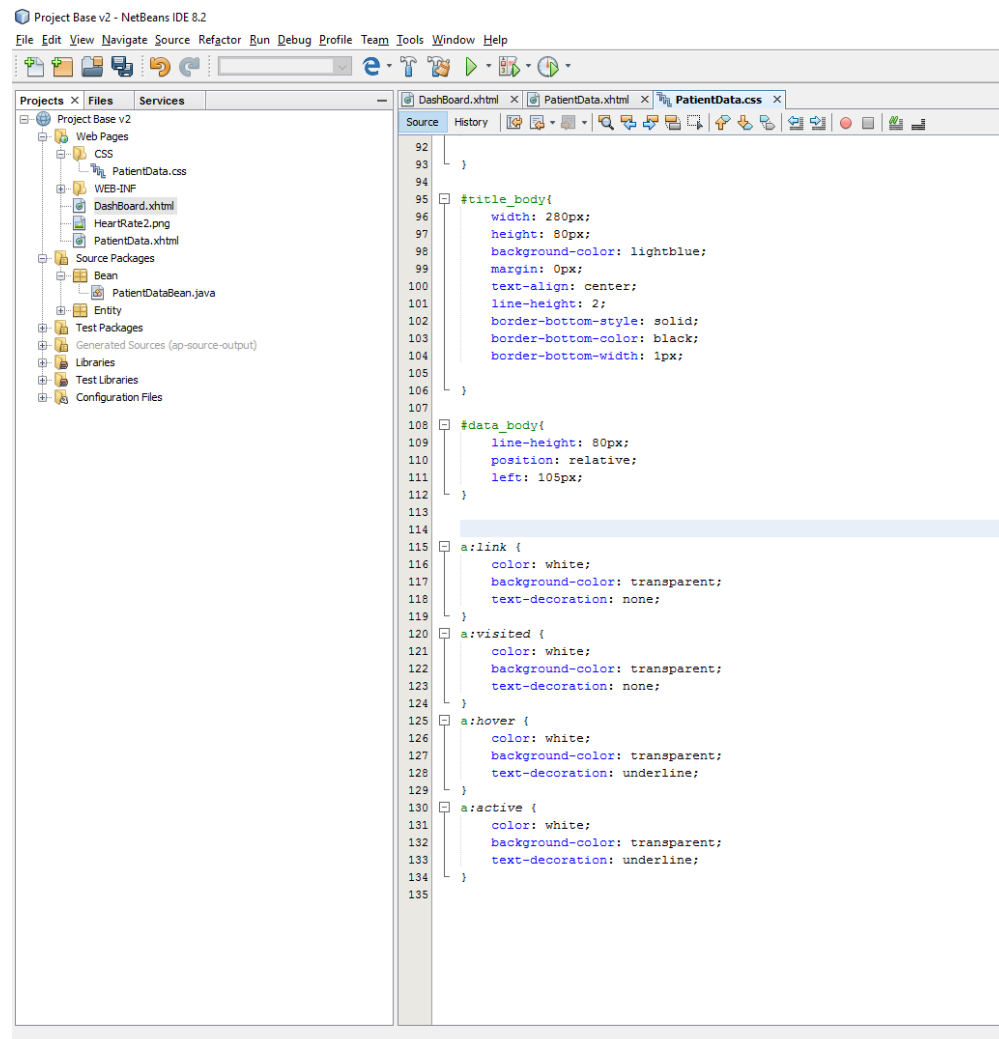 Project Base v2 - NetBeans IDE 8.2
File Edit View Navigate Source Refactor Run Debug Profile Team Tools Window Help
Projects Files Services
Project Base v2
Web Pages
CSS
PatientData.css
WEB-INF
DashBoard.xhtml
HeartRate2.png
PatientData.xhtml
Source Packages
Bean
PatientDataBean.java
Entity
Test Packages
Generated Sources (ap-source-output)
Libraries
Test Libraries
Configuration Files
DashBoard.xhtml PatientData.xhtml PatientData.css
Source History
92
93 }
94
95 #title_body{
96 width: 280px;
97 height: 80px;
98 background-color: lightblue;
99 margin: 0px;
100 text-align: center;
101 line-height: 2;
102 border-bottom-style: solid;
103 border-bottom-color: black;
104 border-bottom-width: 1px;
105
106 }
107
108 #data_body{
109 line-height: 80px;
110 position: relative;
111 left: 105px;
112 }
113
114
115 a:link {
116 color: white;
117 background-color: transparent;
118 text-decoration: none;
119 }
120 a:visited {
121 color: white;
122 background-color: transparent;
123 text-decoration: none;
124 }
125 a:hover {
126 color: white;
127 background-color: transparent;
128 text-decoration: underline;
129 }
130 a:active {
131 color: white;
132 background-color: transparent;
133 text-decoration: underline;
134 }
135